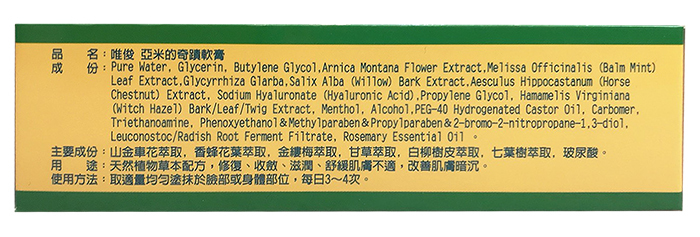 品　　名：唯俊 亞米的奇蹟軟膏
成　　份：Pure Water, Glycerin, Butylene Glycol,Arnica Montana Flower Extract,Melissa Officinalis (Balm Mint)
Leaf Extract,Glycyrrhiza Glarba,Salix Alba (Willow) Bark Extract,Aesculus Hippocastanum (Horse
Chestnut) Extract, Sodium Hyaluronate (Hyaluronic Acid),Propylene Glycol, Hamamelis Virginiana
(Witch Hazel) Bark/Leaf/Twig Extract, Menthol, Alcohol,PEG-40 Hydrogenated Castor Oil, Carbomer,
Triethanoamine, Phenoxyethanol&Methylparaben&Propylparaben&2-bromo-2-nitropropane-1,3-diol,
Leuconostoc/Radish Root Ferment Filtrate, Rosemary Essential Oil 。
主要成份：山金車花萃取, 香蜂花葉萃取, 金縷梅萃取, 甘草萃取, 白柳樹皮萃取, 七葉樹萃取, 玻尿酸。
用　　途：天然植物草本配方，修復、收斂、滋潤、舒緩肌膚不適，改善肌膚暗沉。
使用方法：取適量均勻塗抹於臉部或身體部位，每日3～4次。